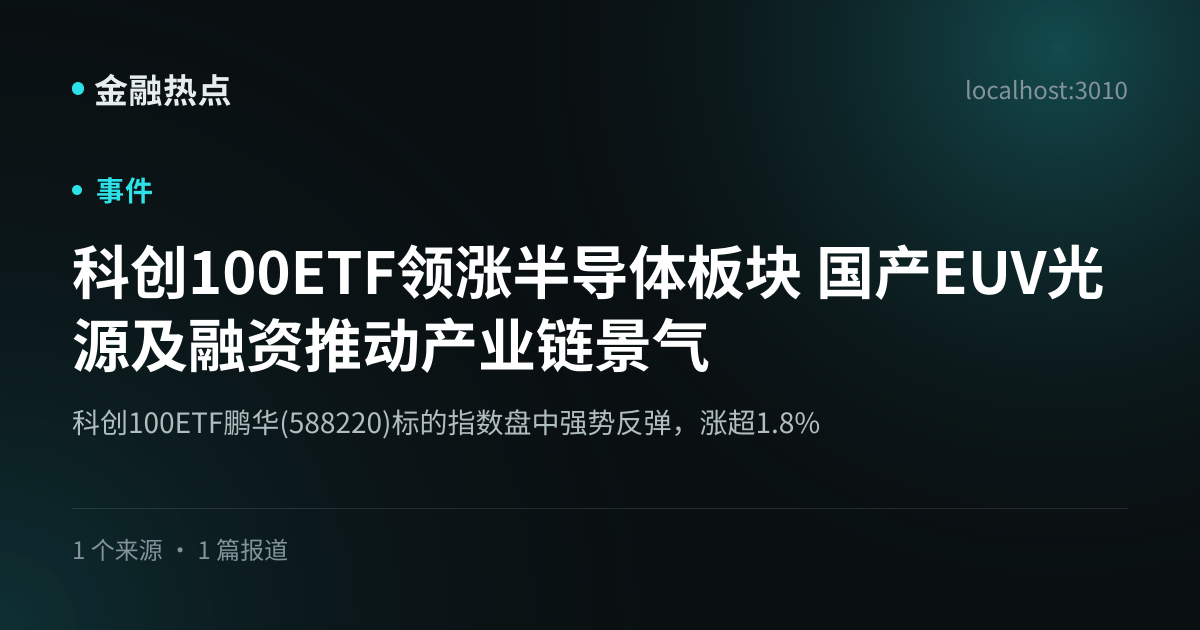 金融热点
localhost:3010
事件
科创100ETF领涨半导体板块 国产EUV光
源及融资推动产业链景气
科创100ETF鹏华(588220)标的指数盘中强势反弹，涨超1.8%
1 个来源 · 1 篇报道